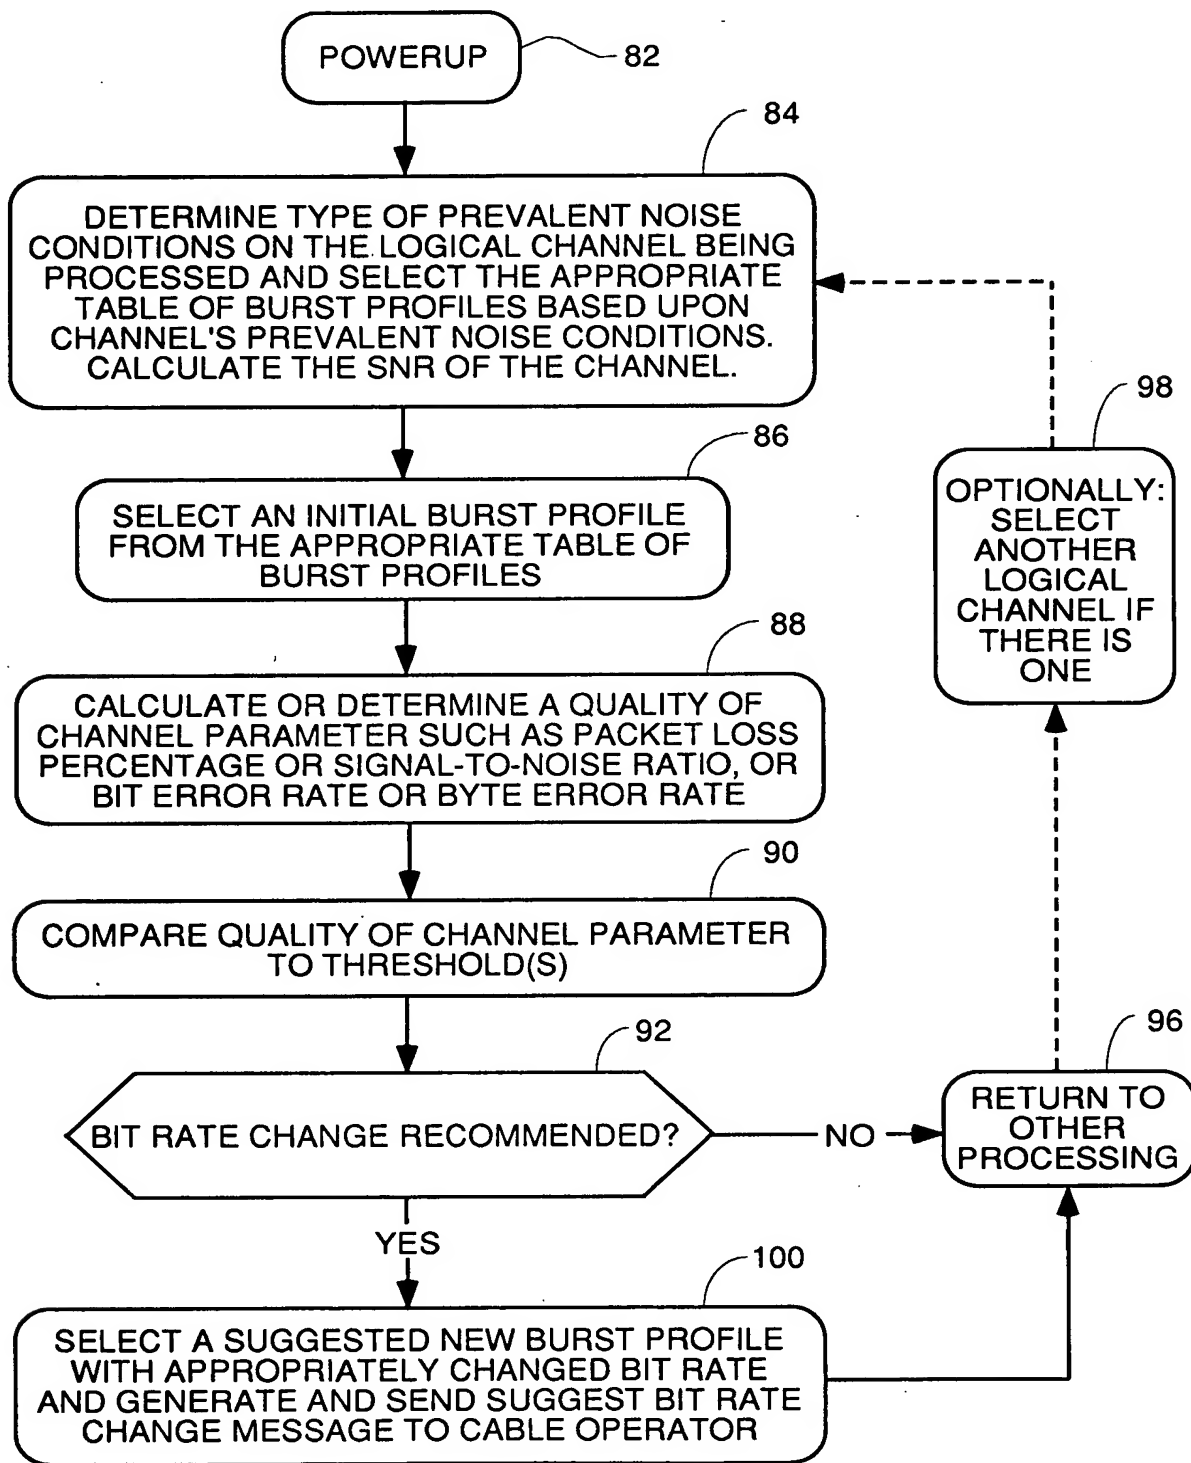 POWERUP
82
84
DETERMINE TYPE OF PREVALENT NOISE
CONDITIONS ON THE LOGICAL CHANNEL BEING
PROCESSED AND SELECT THE APPROPRIATE
TABLE OF BURST PROFILES BASED UPON
CHANNEL'S PREVALENT NOISE CONDITIONS.
CALCULATE THE SNR OF THE CHANNEL.
86
SELECT AN INITIAL BURST PROFILE
FROM THE APPROPRIATE TABLE OF
BURST PROFILES
88
CALCULATE OR DETERMINE A QUALITY OF
CHANNEL PARAMETER SUCH AS PACKET LOSS
PERCENTAGE OR SIGNAL-TO-NOISE RATIO, OR
BIT ERROR RATE OR BYTE ERROR RATE
90
COMPARE QUALITY OF CHANNEL PARAMETER
TO THRESHOLD(S)
92
BIT RATE CHANGE RECOMMENDED?
NO
YES
100
SELECT A SUGGESTED NEW BURST PROFILE
WITH APPROPRIATELY CHANGED BIT RATE
AND GENERATE AND SEND SUGGEST BIT RATE
CHANGE MESSAGE TO CABLE OPERATOR
96
RETURN TO
OTHER
PROCESSING
98
OPTIONALLY:
SELECT
ANOTHER
LOGICAL
CHANNEL IF
THERE IS
ONE